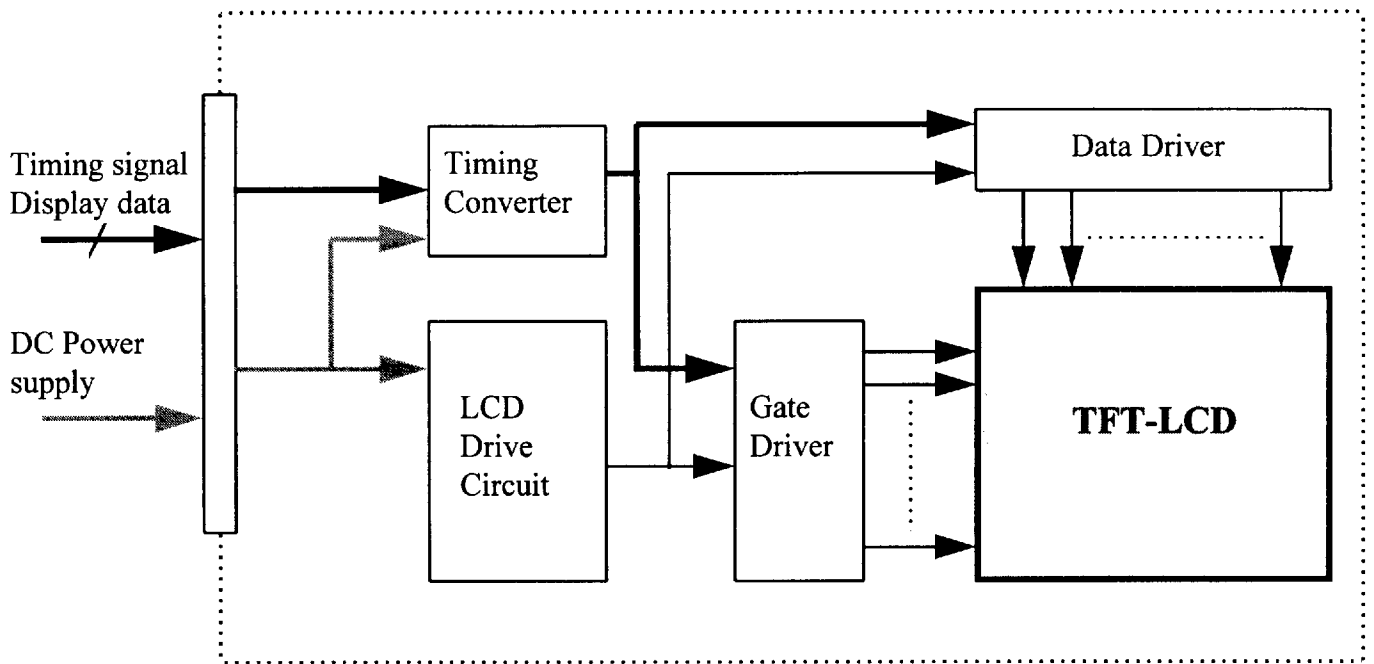 Timing signal
Display data
DC Power
supply
Timing
Converter
LCD
Drive
Circuit
Gate
Driver
Data Driver
TFT-LCD